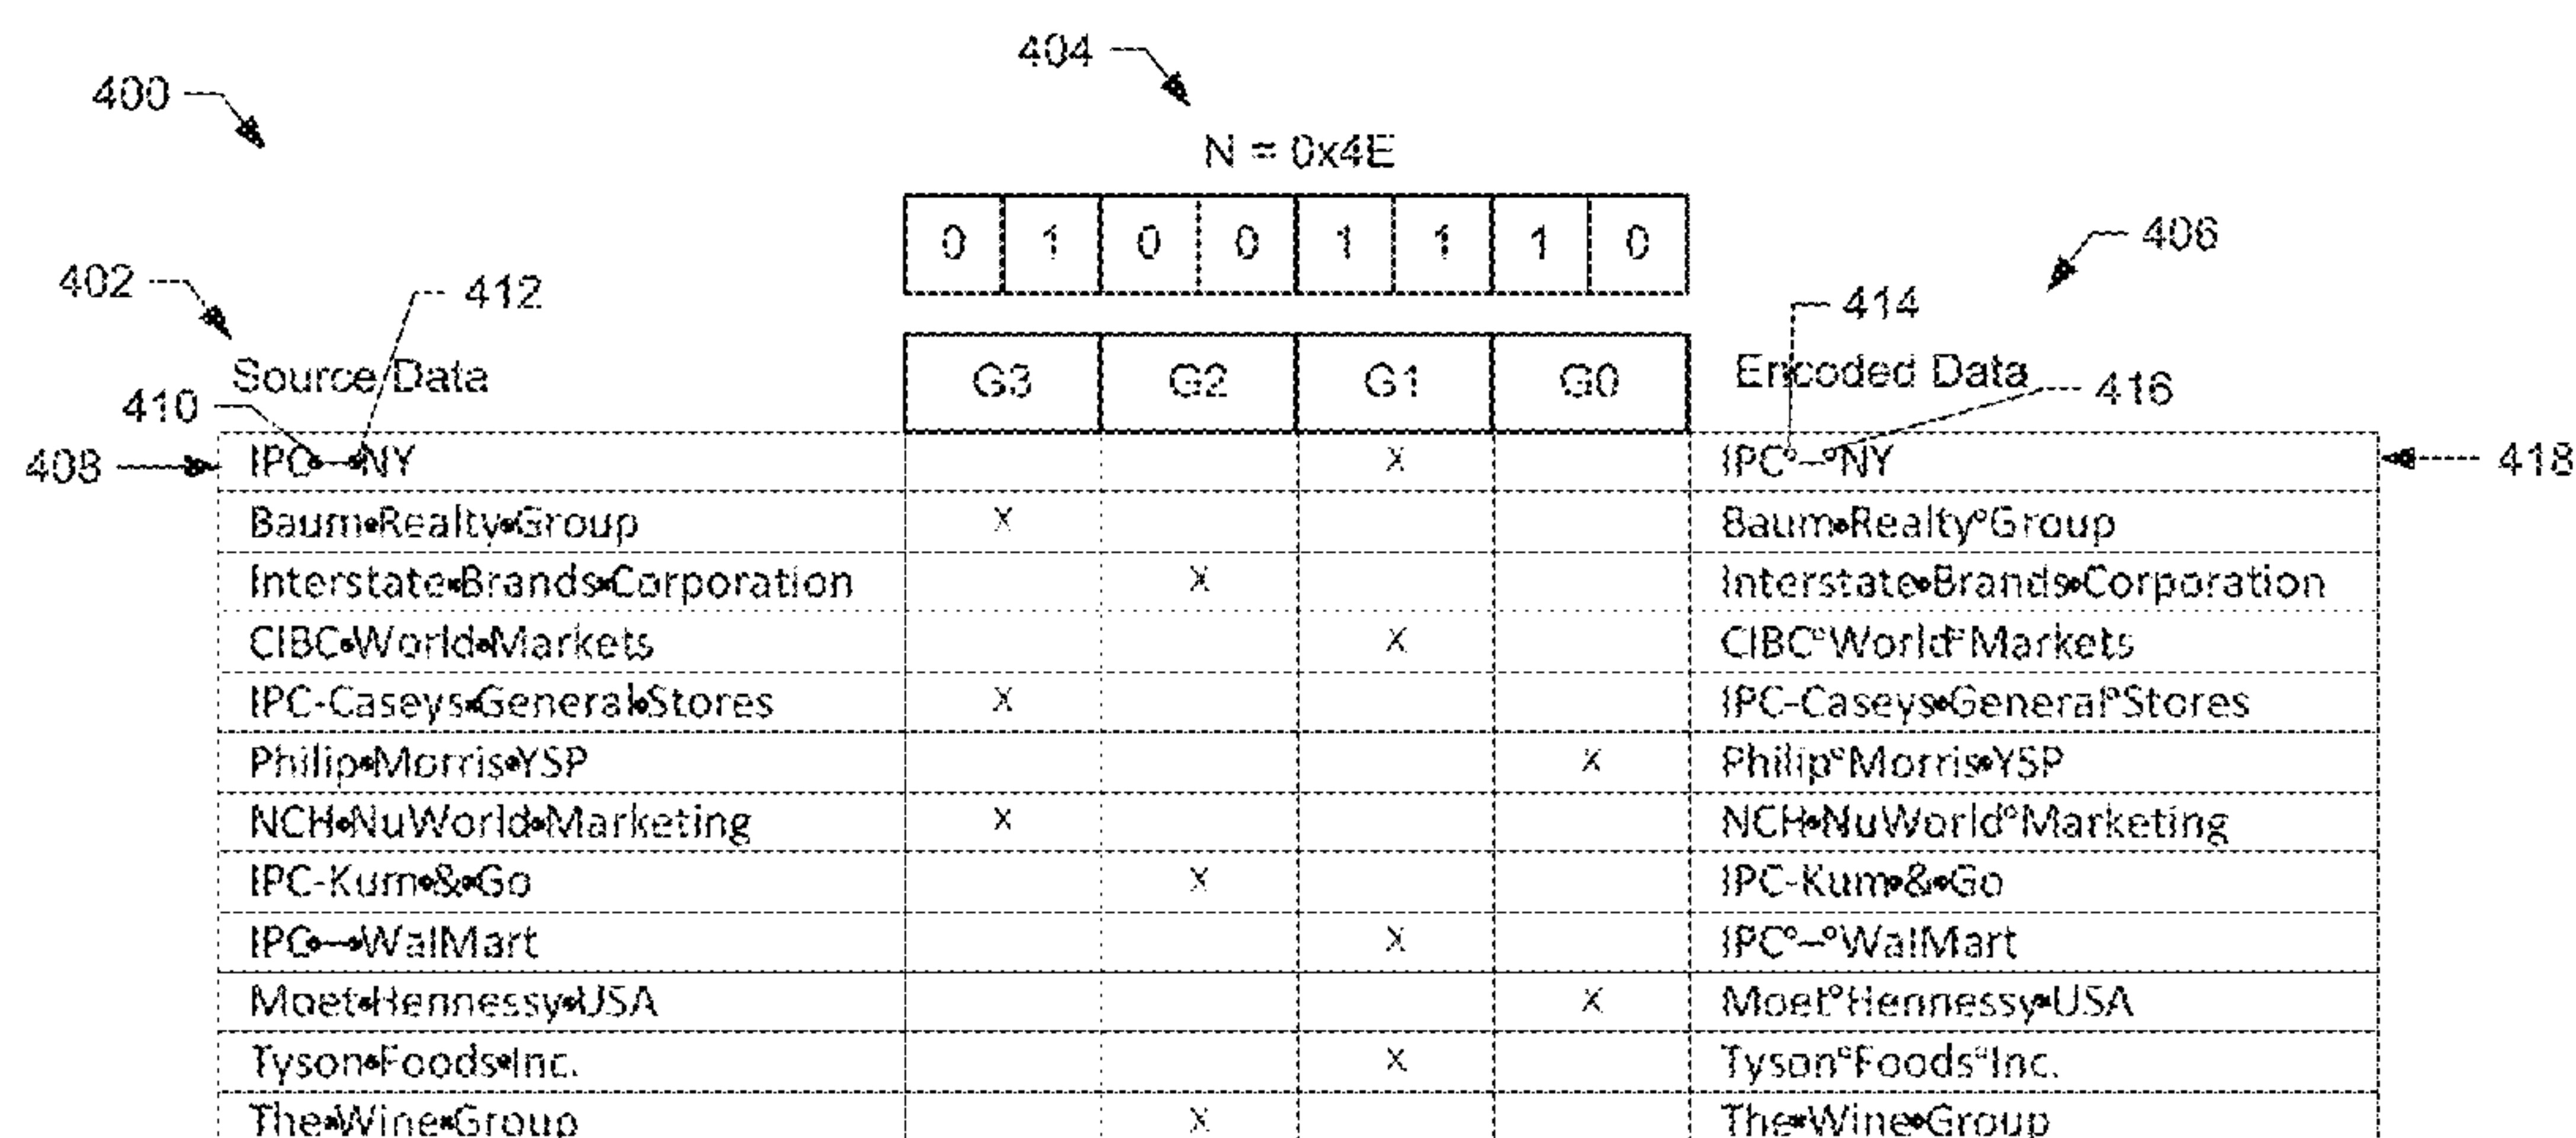 404
400
N = 0x4E
0 1 0 0 1 1 1 0
406
402
412
414
Source Data
G3 G2 G1 G0
Encoded Data
416
410
408
IPC•–•NY X IPC°–°NY
418
Baum•Realty•Group X Baum•Realty°Group
Interstate•Brands•Corporation X Interstate•Brands•Corporation
CIBC•World•Markets X CIBC°World°Markets
IPC-Caseys•General•Stores X IPC-Caseys•General°Stores
Philip•Morris•YSP X Philip°Morris•YSP
NCH•NuWorld•Marketing X NCH•NuWorld°Marketing
IPC-Kum•&•Go X IPC-Kum•&•Go
IPC•–•WalMart X IPC°–°WalMart
Moet•Hennessy•USA X Moet°Hennessy•USA
Tyson•Foods•Inc. X Tyson°Foods°Inc.
The•Wine•Group X The•Wine•Group